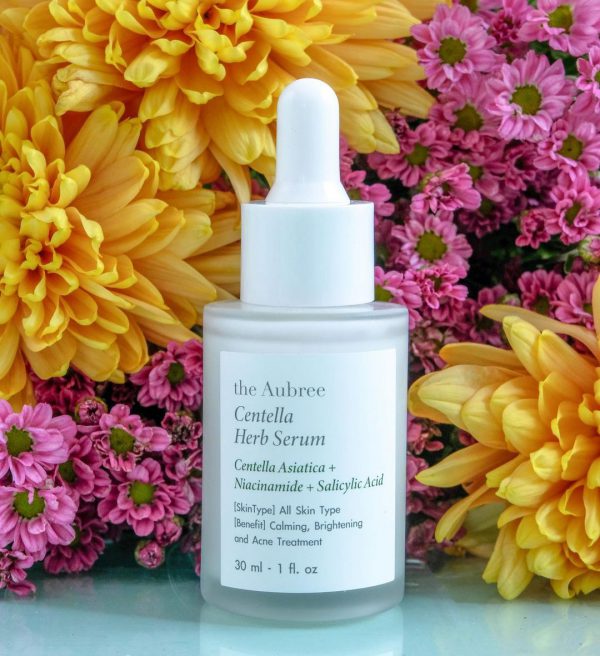 the Aubree
Centella
Herb Serum
Centella Asiatica +
Niacinamide + Salicylic Acid
[SkinType] All Skin Type
[Benefit] Calming, Brightening
and Acne Treatment
30 ml - 1 fl. oz